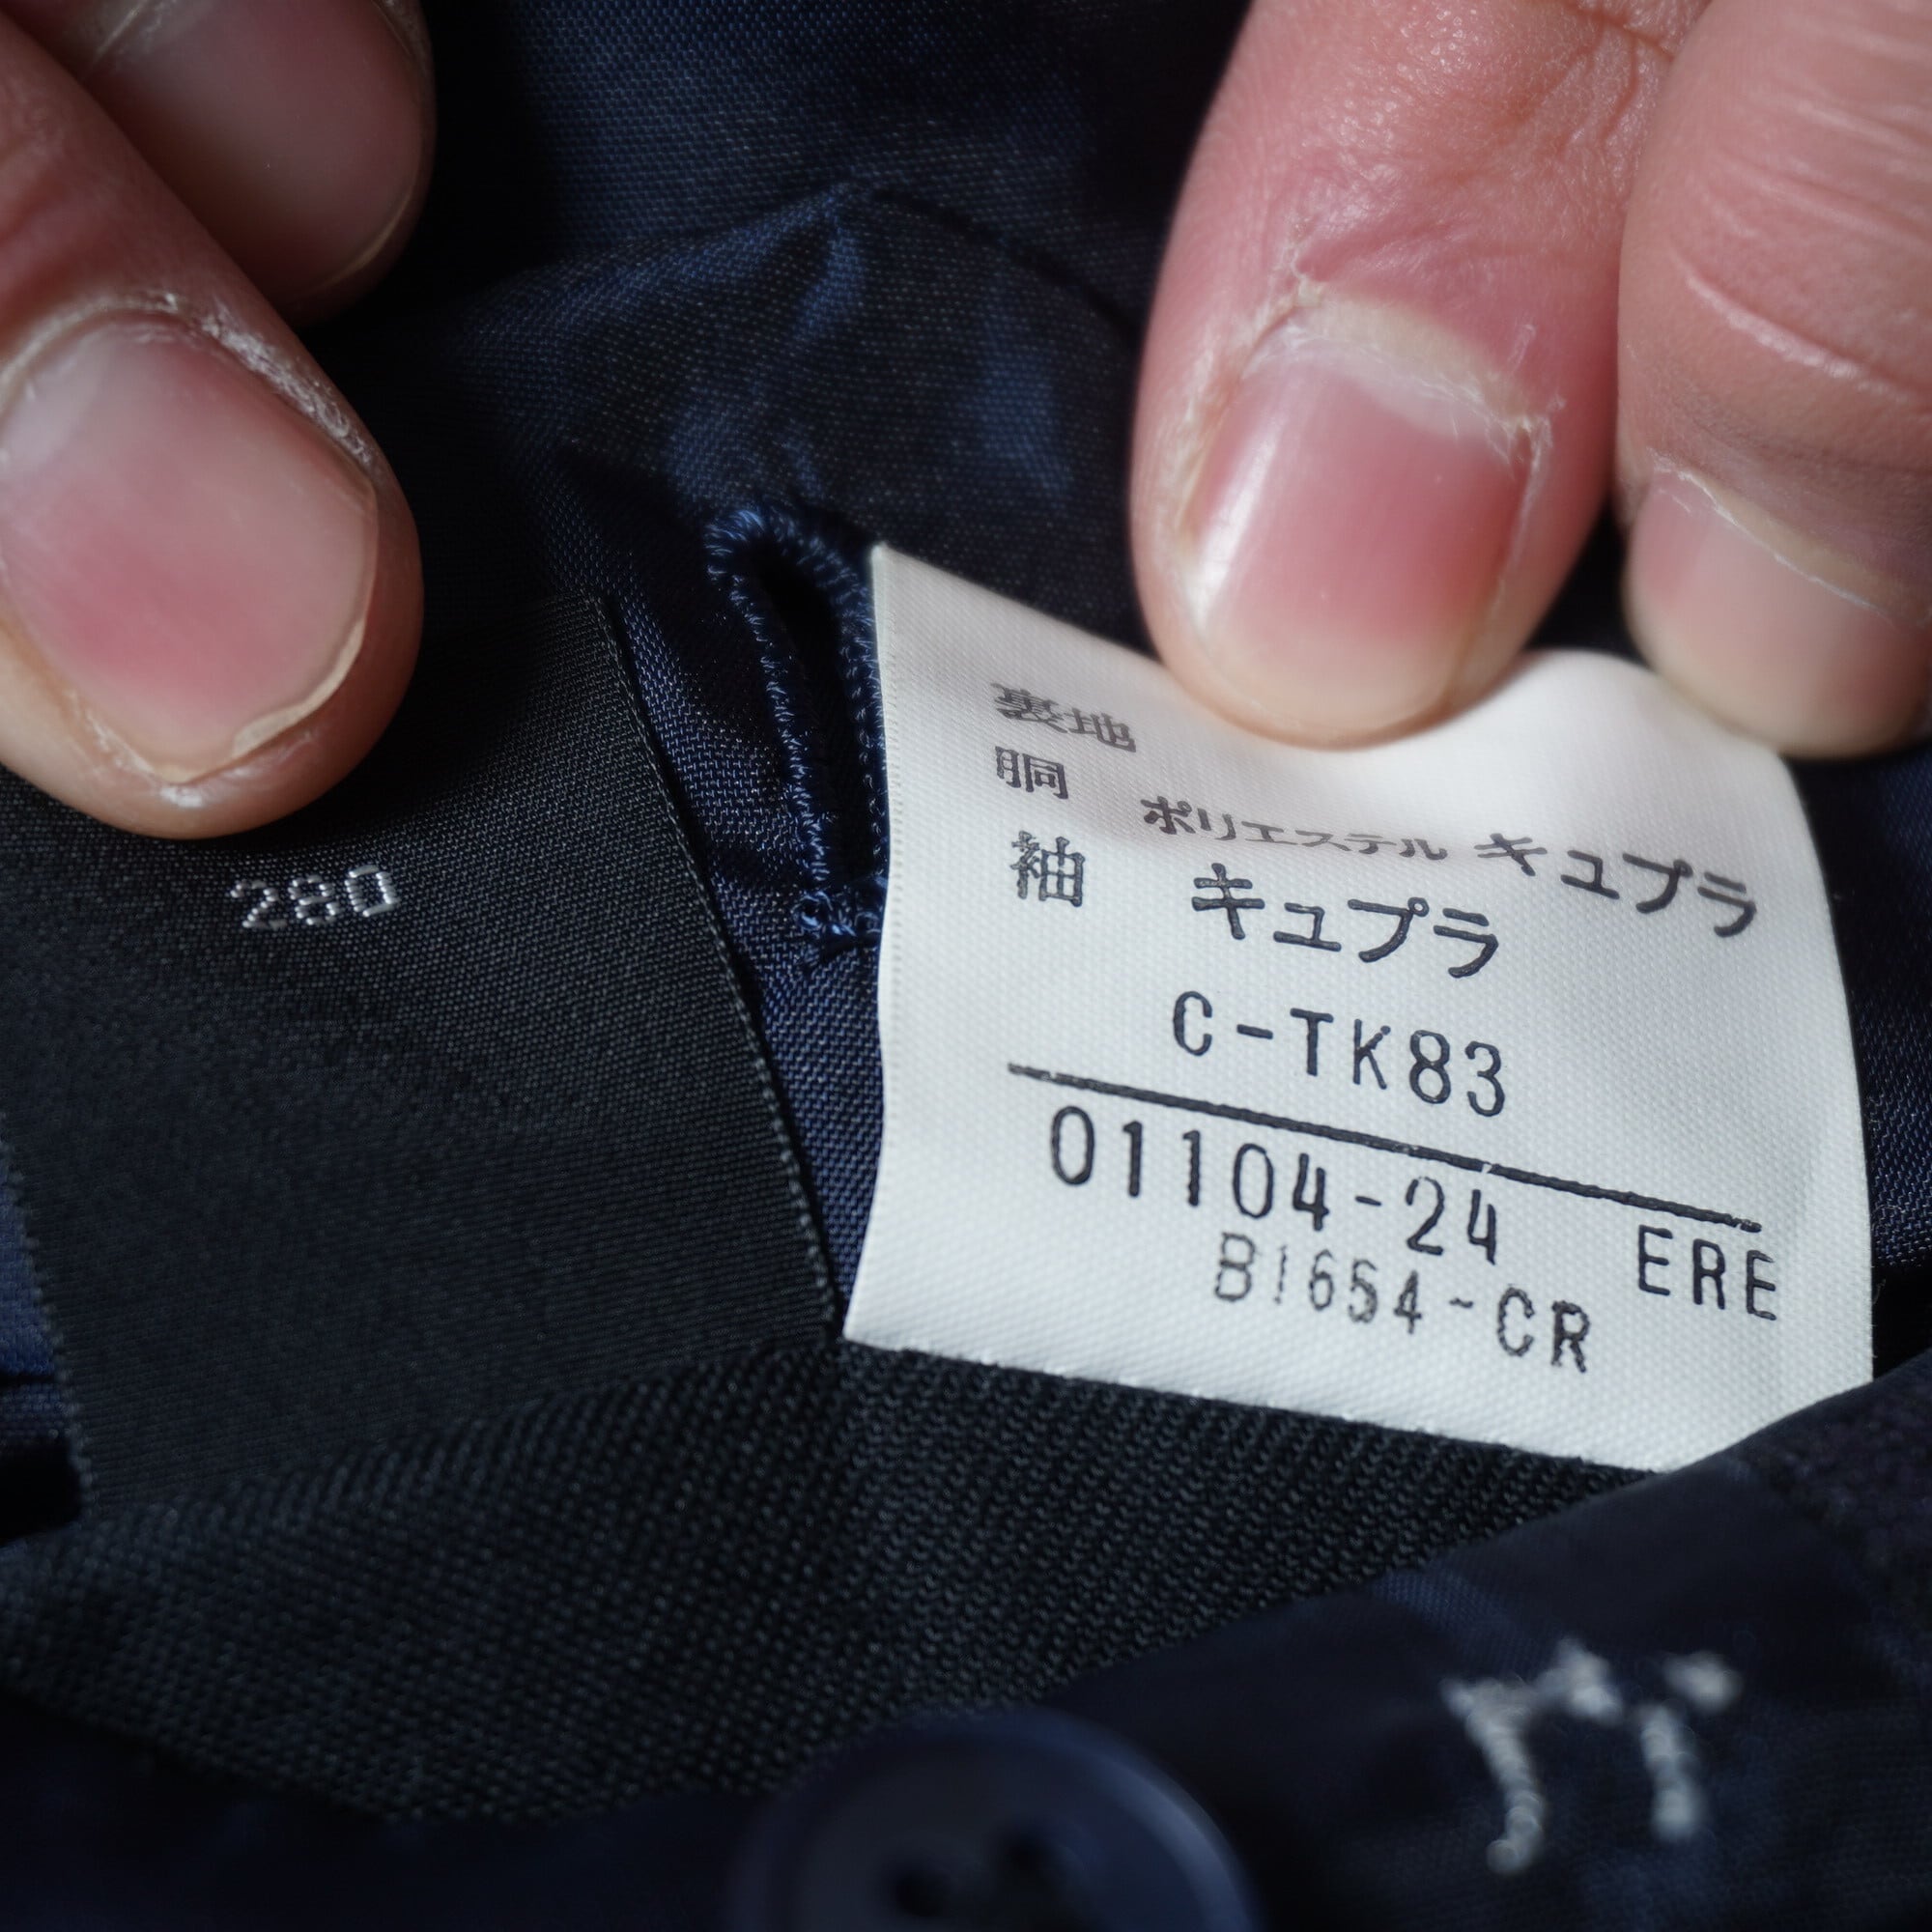 280
裏地
胴 ポリエステル キュプラ
袖 キュプラ
C-TK83
01104-24 ERE
B1654-CR